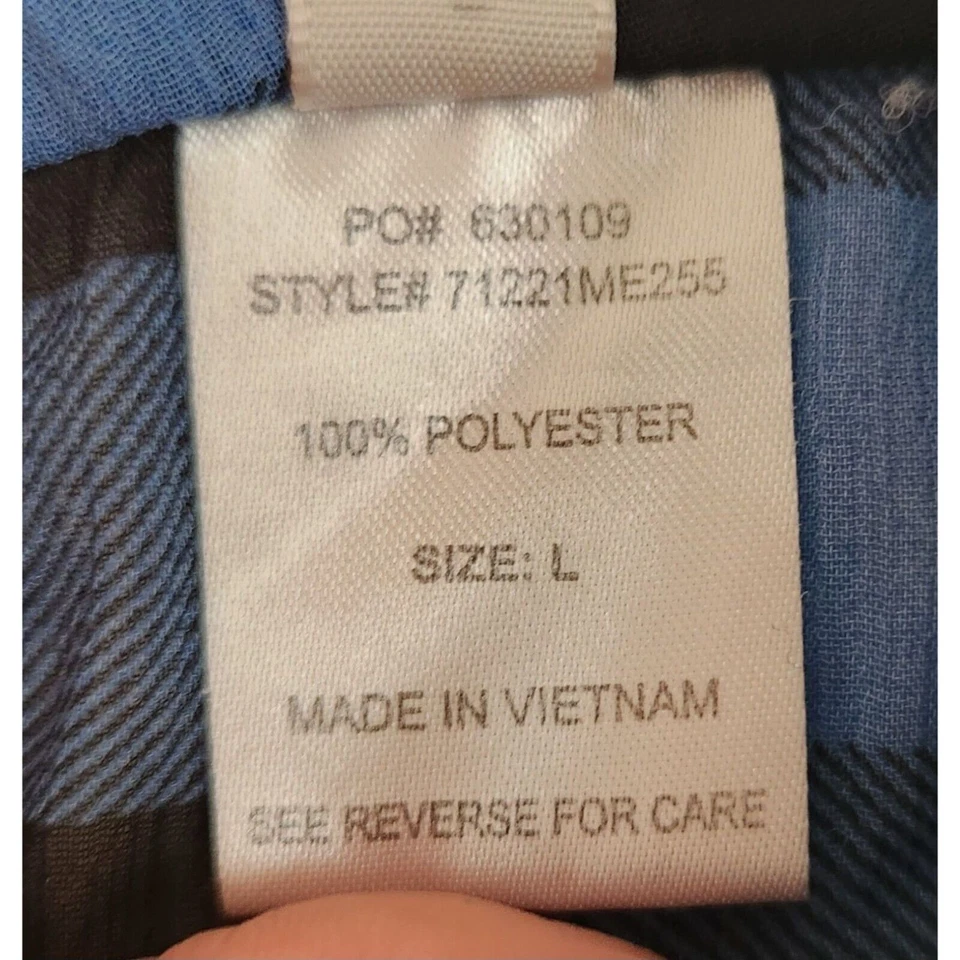 PO# 630109
STYLE# 71221ME255
100% POLYESTER
SIZE: L
MADE IN VIETNAM
SEE REVERSE FOR CARE